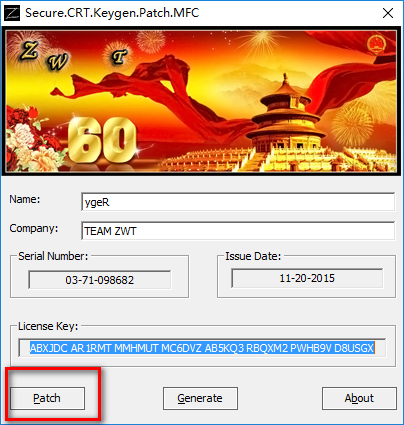 Secure.CRT.Keygen.Patch.MFC
Z W T
60
Name:
ygeR
Company:
TEAM ZWT
Serial Number:
Issue Date:
03-71-098682
11-20-2015
License Key:
ABXJDC AR1RMT MMHMUT MC6DVZ AB5KQ3 RBQXM2 PWHB9V D8USGX
Patch
Generate
About